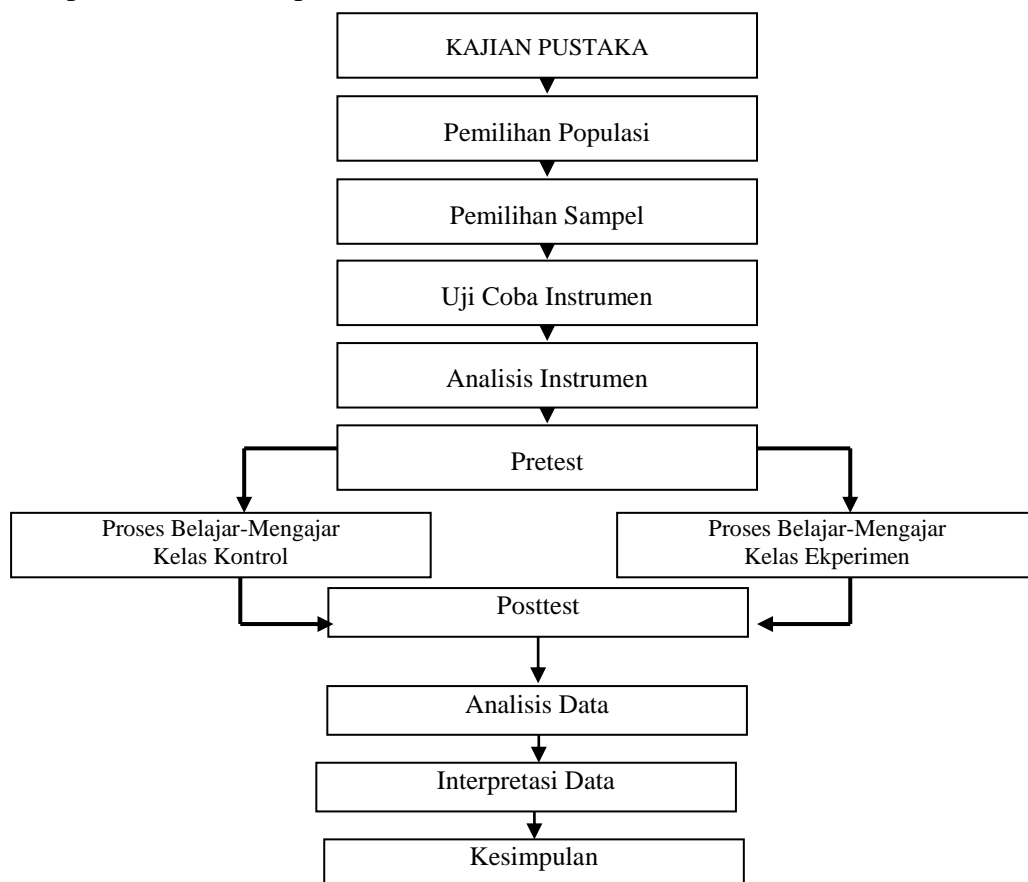 KAJIAN PUSTAKA
Pemilihan Populasi
Pemilihan Sampel
Uji Coba Instrumen
Analisis Instrumen
Pretest
Proses Belajar-Mengajar
Kelas Kontrol
Proses Belajar-Mengajar
Kelas Ekperimen
Posttest
Analisis Data
Interpretasi Data
Kesimpulan